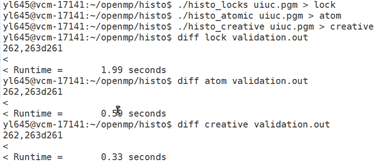 yl645@vcm-17141:~/openmp/histo$ ./histo_locks uiuc.pgm > lock
yl645@vcm-17141:~/openmp/histo$ ./histo_atomic uiuc.pgm > atom
yl645@vcm-17141:~/openmp/histo$ ./histo_creative uiuc.pgm > creative
yl645@vcm-17141:~/openmp/histo$ diff lock validation.out
262,263d261
<
< Runtime = 1.99 seconds
yl645@vcm-17141:~/openmp/histo$ diff atom validation.out
262,263d261
<
< Runtime = 0.59 seconds
yl645@vcm-17141:~/openmp/histo$ diff creative validation.out
262,263d261
<
< Runtime = 0.33 seconds